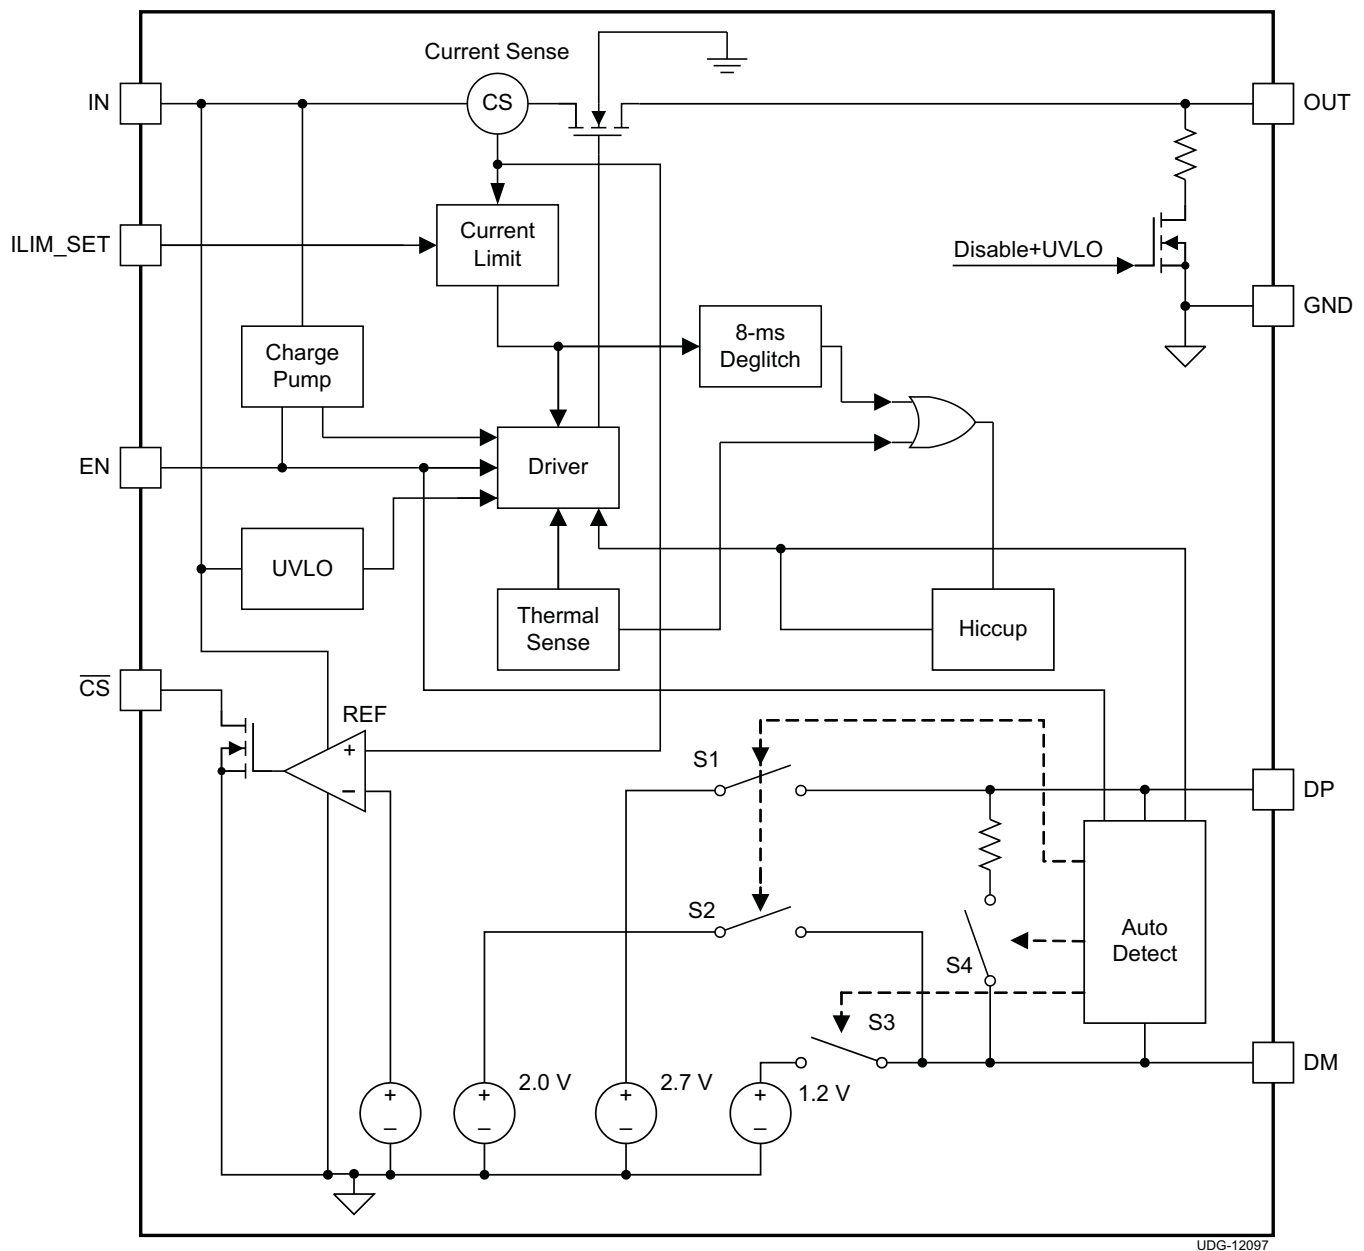 Current Sense
IN
CS
OUT
ILIM_SET
Current
Limit
Disable+UVLO
GND
8-ms
Deglitch
Charge
Pump
EN
Driver
UVLO
Thermal
Sense
Hiccup
CS
REF
+
−
S1
DP
S2
Auto
Detect
S4
S3
DM
2.0 V
2.7 V
1.2 V
+
−
+
−
+
−
+
−
UDG-12097